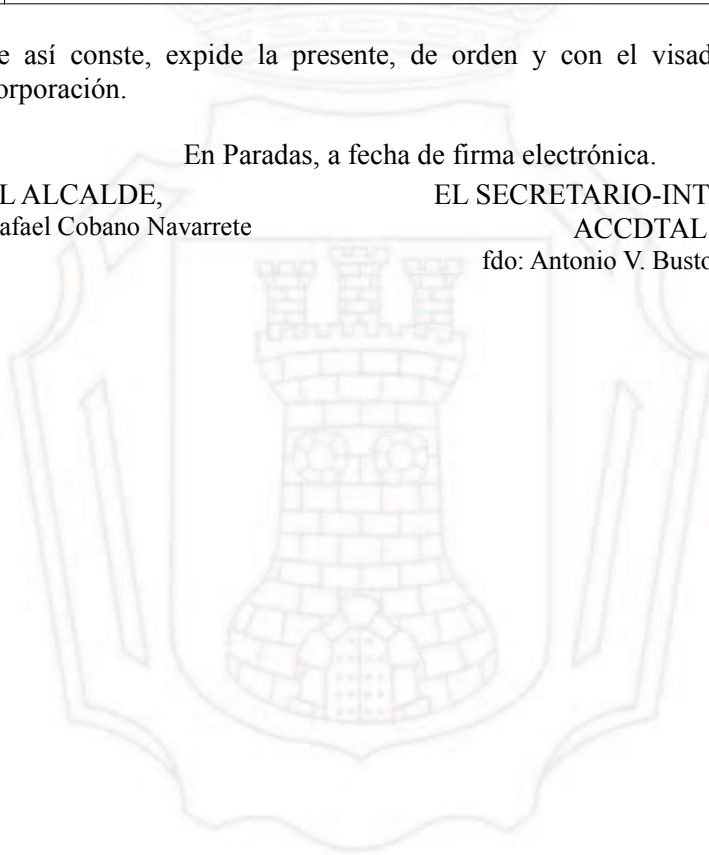 e así conste, expide la presente, de orden y con el visad
orporación.
En Paradas, a fecha de firma electrónica.
L ALCALDE,
afael Cobano Navarrete
EL SECRETARIO-INT
ACCDTAL
fdo: Antonio V. Busto